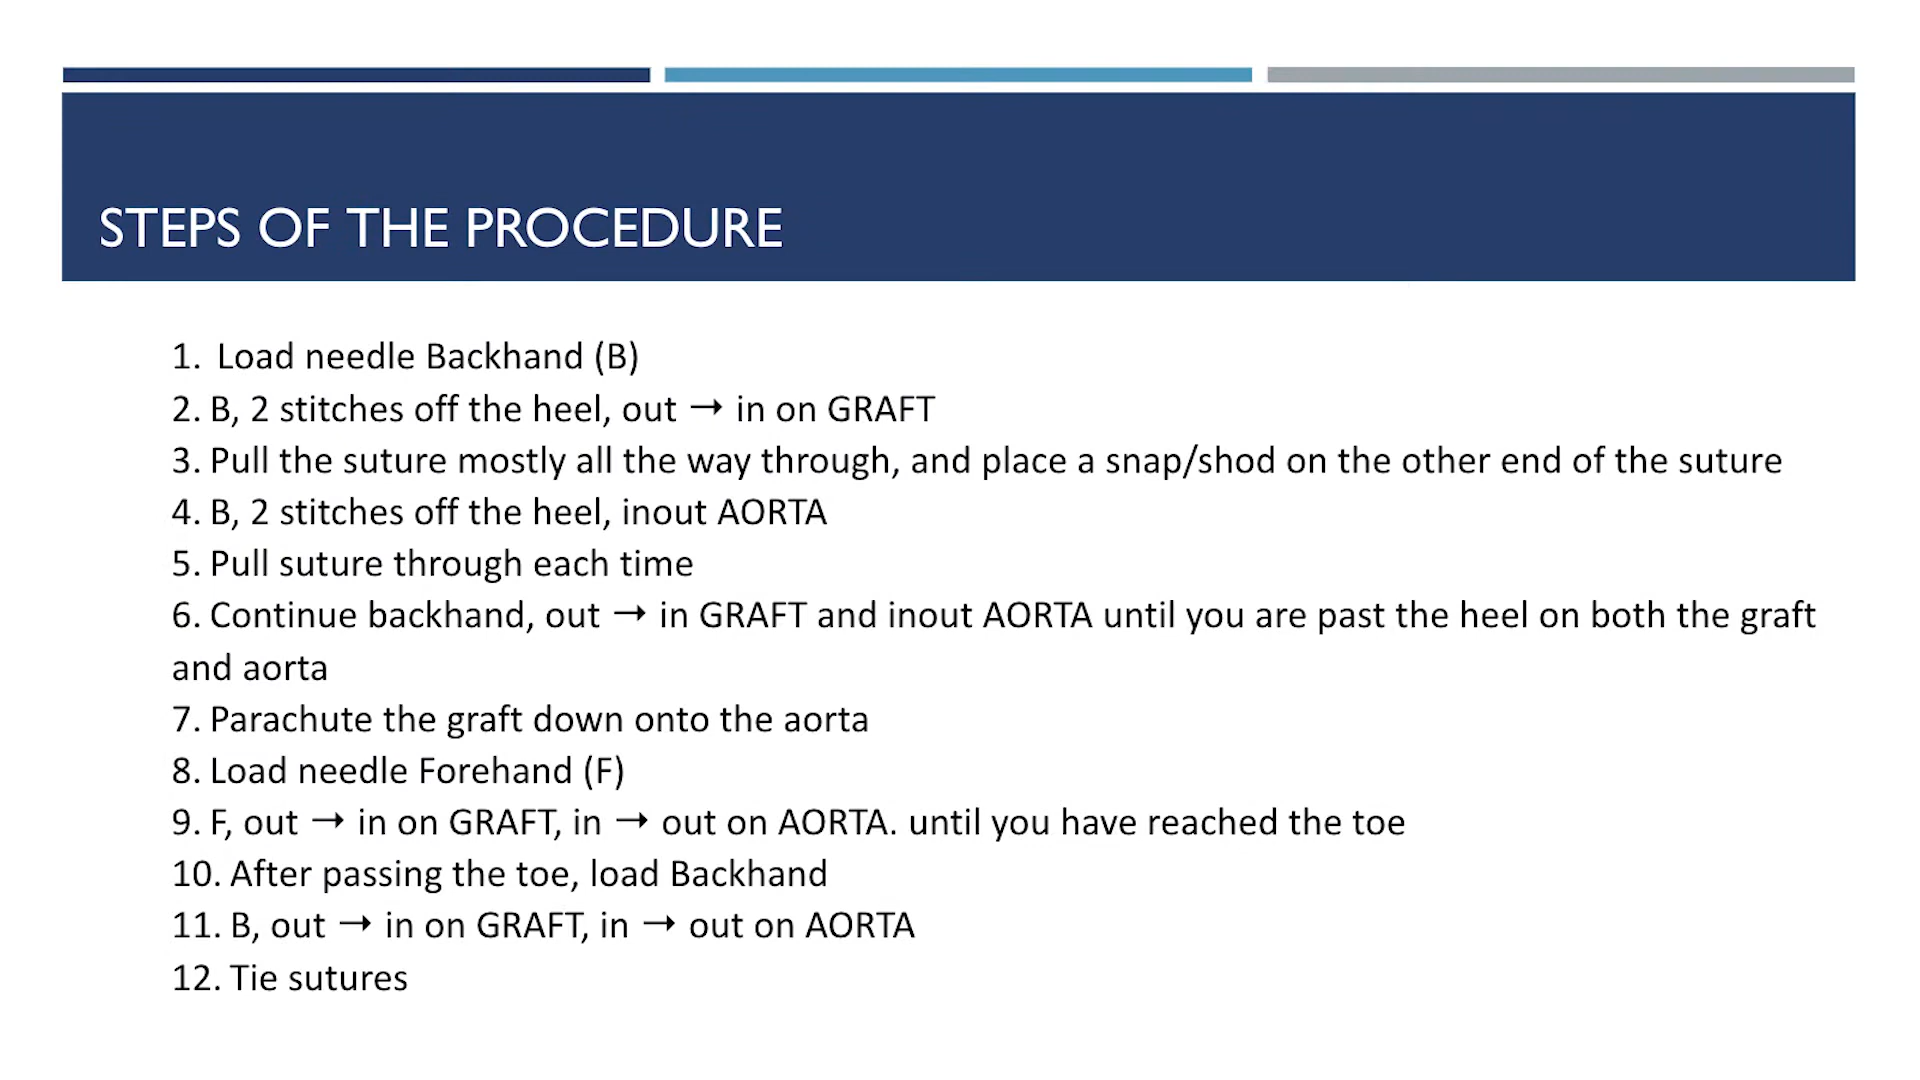 STEPS OF THE PROCEDURE
1. Load needle Backhand (B)
2. B, 2 stitches off the heel, out → in on GRAFT
3. Pull the suture mostly all the way through, and place a snap/shod on the other end of the suture
4. B, 2 stitches off the heel, inout AORTA
5. Pull suture through each time
6. Continue backhand, out → in GRAFT and inout AORTA until you are past the heel on both the graft
and aorta
7. Parachute the graft down onto the aorta
8. Load needle Forehand (F)
9. F, out → in on GRAFT, in → out on AORTA. until you have reached the toe
10. After passing the toe, load Backhand
11. B, out → in on GRAFT, in → out on AORTA
12. Tie sutures